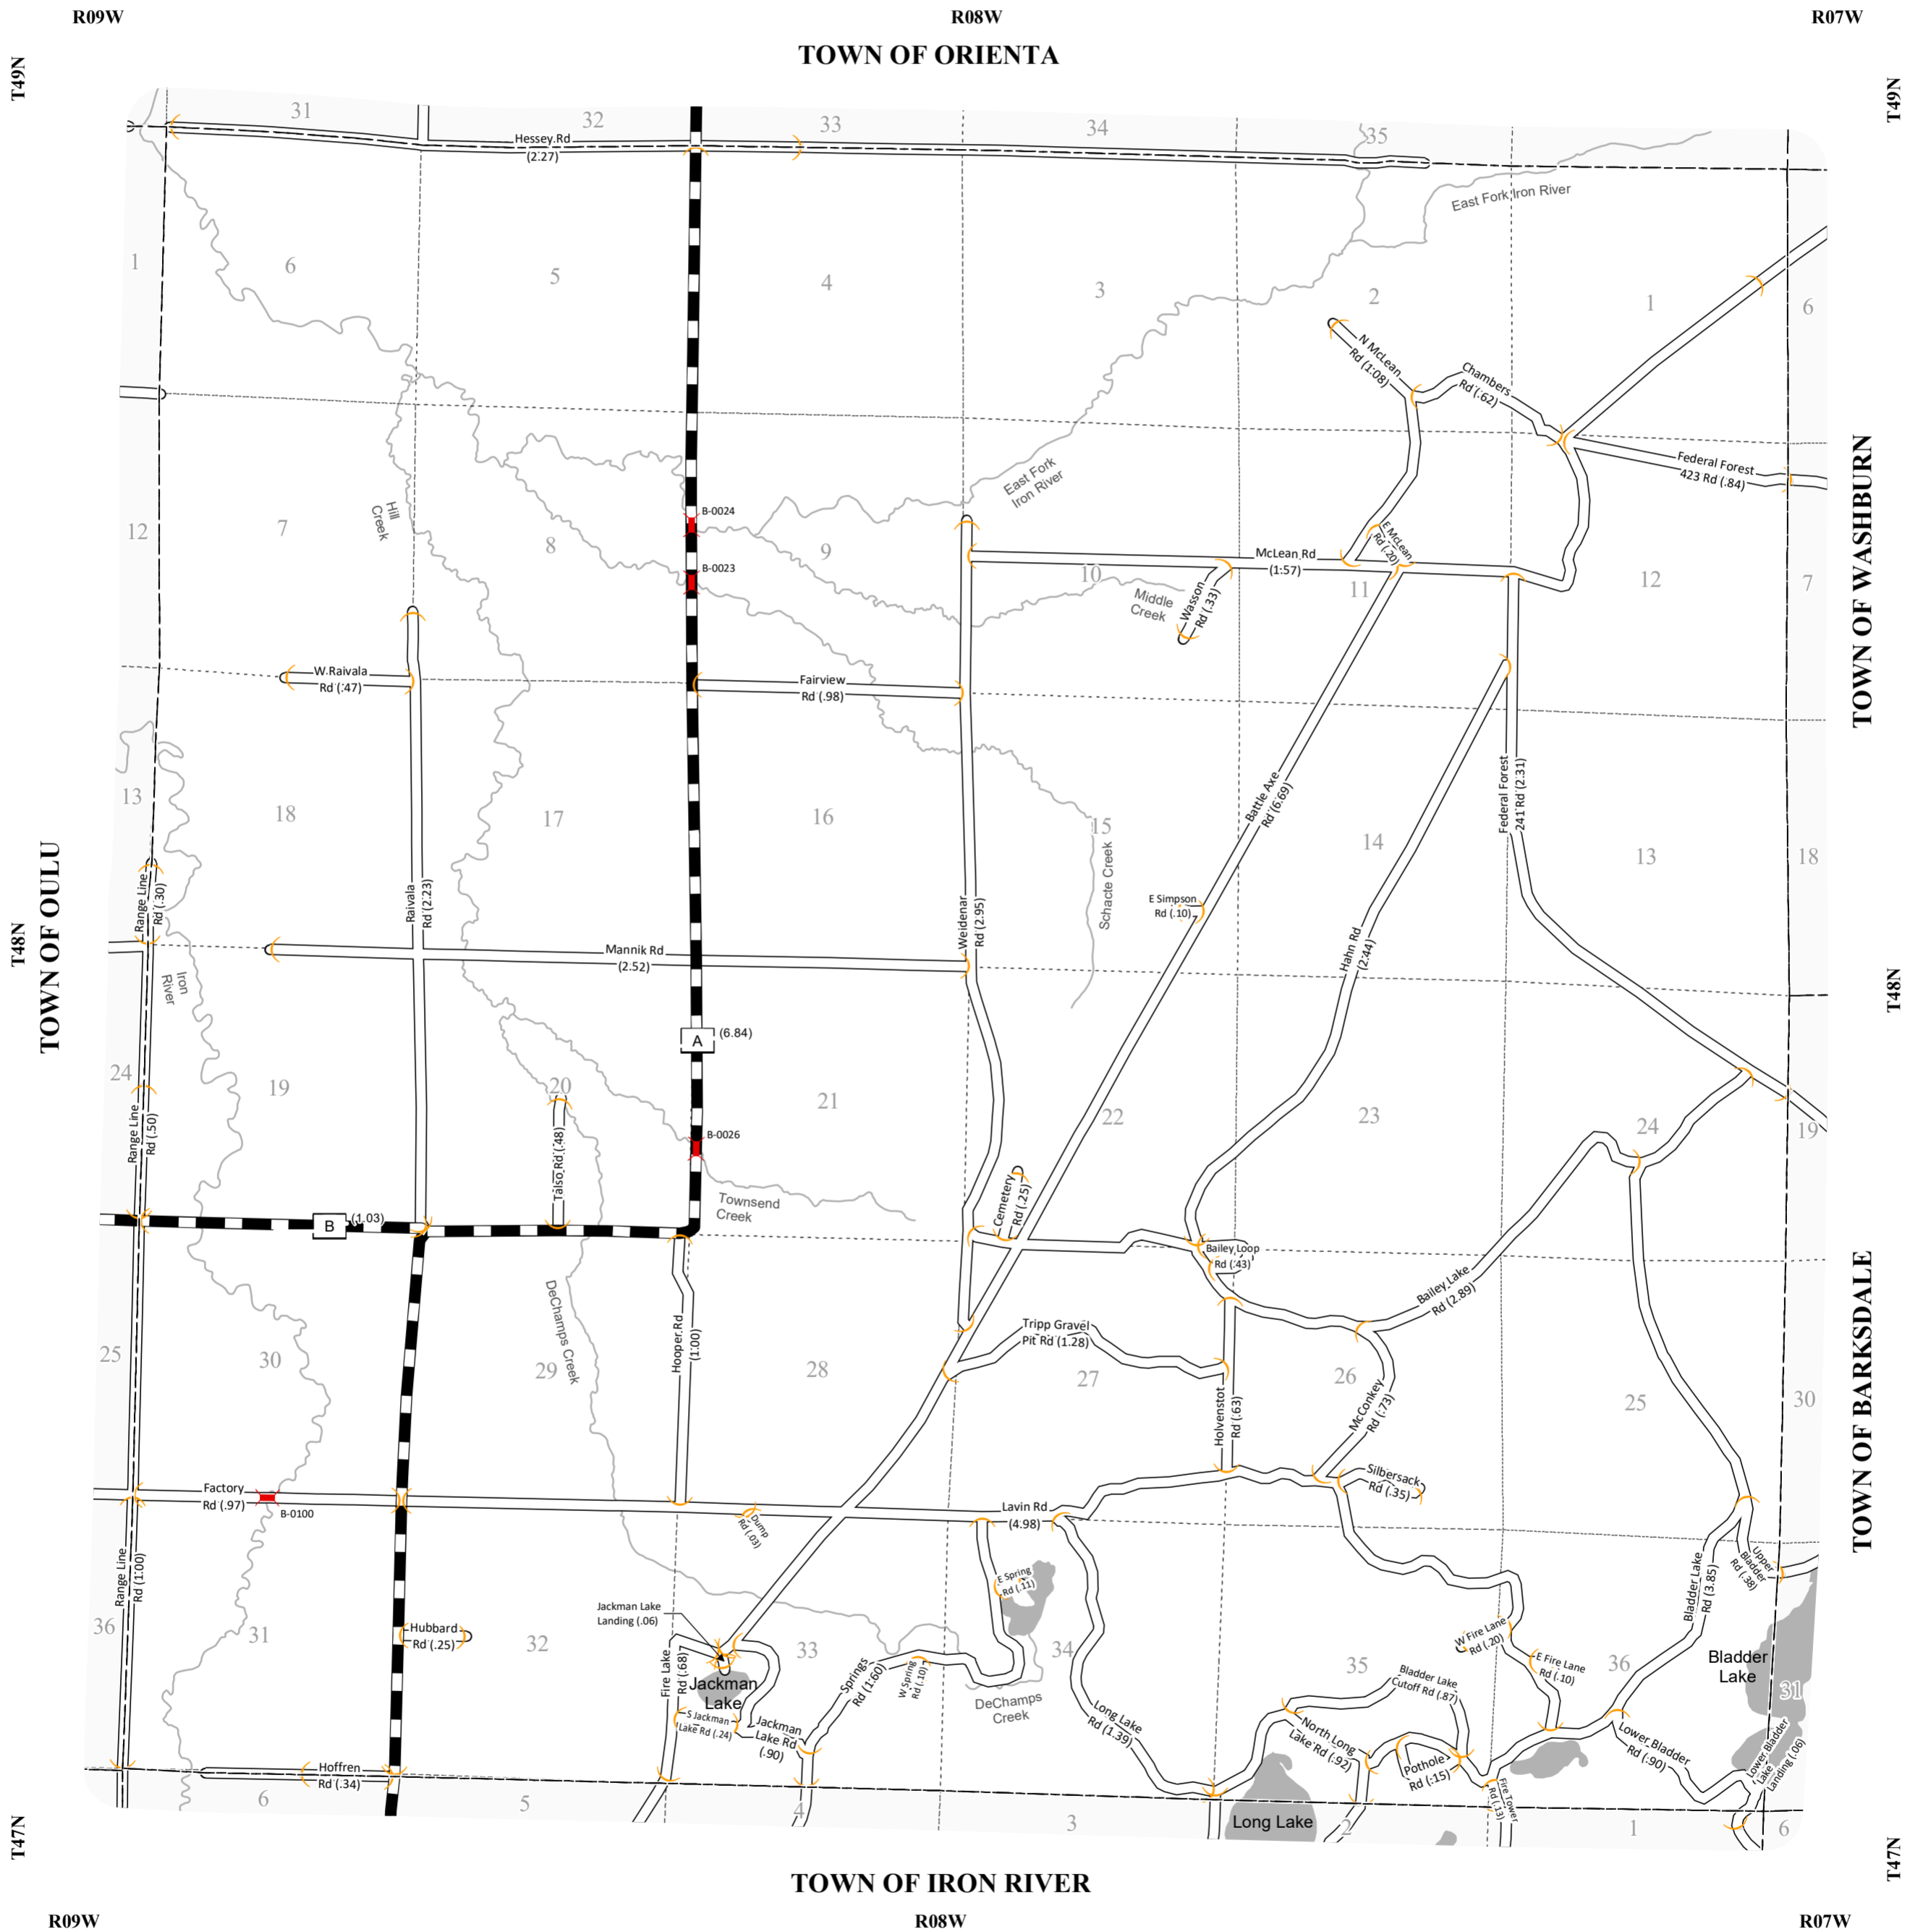 R09W
R08W
R07W
TOWN OF ORIENTA
T49N
T49N
31
32
33
34
35
Hessey Rd
(2.27)
East Fork Iron River
1
6
5
4
3
2
1
6
N McLean
Rd (1.08)
Chambers
Rd (.62)
Federal Forest
423 Rd (.84)
TOWN OF WASHBURN
East Fork
Iron River
Hill
Creek
B-0024
B-0023
12
7
8
9
10
11
12
7
McLean Rd
(1.57)
E McLean
Rd (.20)
Wasson
Rd (.33)
Middle
Creek
W Raivala
Rd (.47)
Fairview
Rd (.98)
13
18
17
16
15
14
13
18
Battle Axe
Rd (6.69)
Federal Forest
241 Rd (2.31)
Schacte Creek
TOWN OF OULU
T48N
T48N
Range Line
Rd (.30)
Raivala
Rd (2.23)
Weidenar
Rd (2.95)
E Simpson
Rd (.10)
Hahn Rd
(2.44)
Mannik Rd
(2.52)
Iron
River
A
(6.84)
24
19
20
21
22
23
24
19
Range Line
Rd (.50)
Talso Rd (.48)
B-0026
Townsend
Creek
Cemetery
Rd (.25)
B
(1.03)
Bailey Loop
Rd (.43)
Bailey Lake
Rd (2.89)
DeChamps Creek
Hooper Rd
(1.00)
Tripp Gravel
Pit Rd (1.28)
25
30
29
28
27
26
25
30
Holvenstot
Rd (.63)
McConkey
Rd (.73)
TOWN OF BARKSDALE
Silbersack
Rd (.35)
Factory
Rd (.97)
B-0100
Lavin Rd
(4.98)
Dump
Rd (.03)
Range Line
Rd (1.00)
E Spring
Rd (.11)
Upper
Bladder
Rd (.38)
Bladder Lake
Rd (3.85)
Jackman Lake
Landing (.06)
36
31
Hubbard
Rd (.25)
32
33
34
35
36
31
W Fire Lane
Rd (.20)
E Fire Lane
Rd (.10)
Bladder
Lake
Fire Lake
Rd (.68)
Jackman
Lake
S Jackman
Lake Rd (.24)
Jackman
Lake Rd
(.90)
Springs
Rd (1.60)
W Spring
Rd (.10)
DeChamps
Creek
Long Lake
Rd (1.39)
Bladder Lake
Cutoff Rd (.87)
North Long
Lake Rd (.92)
Pothole
Rd (.15)
Lower Bladder
Rd (.90)
Lower Bladder
Lake
Landing (.06)
Fire Tower
Rd (.13)
Hoffren
Rd (.34)
6
5
4
3
2
1
6
Long Lake
T47N
T47N
TOWN OF IRON RIVER
R09W
R08W
R07W